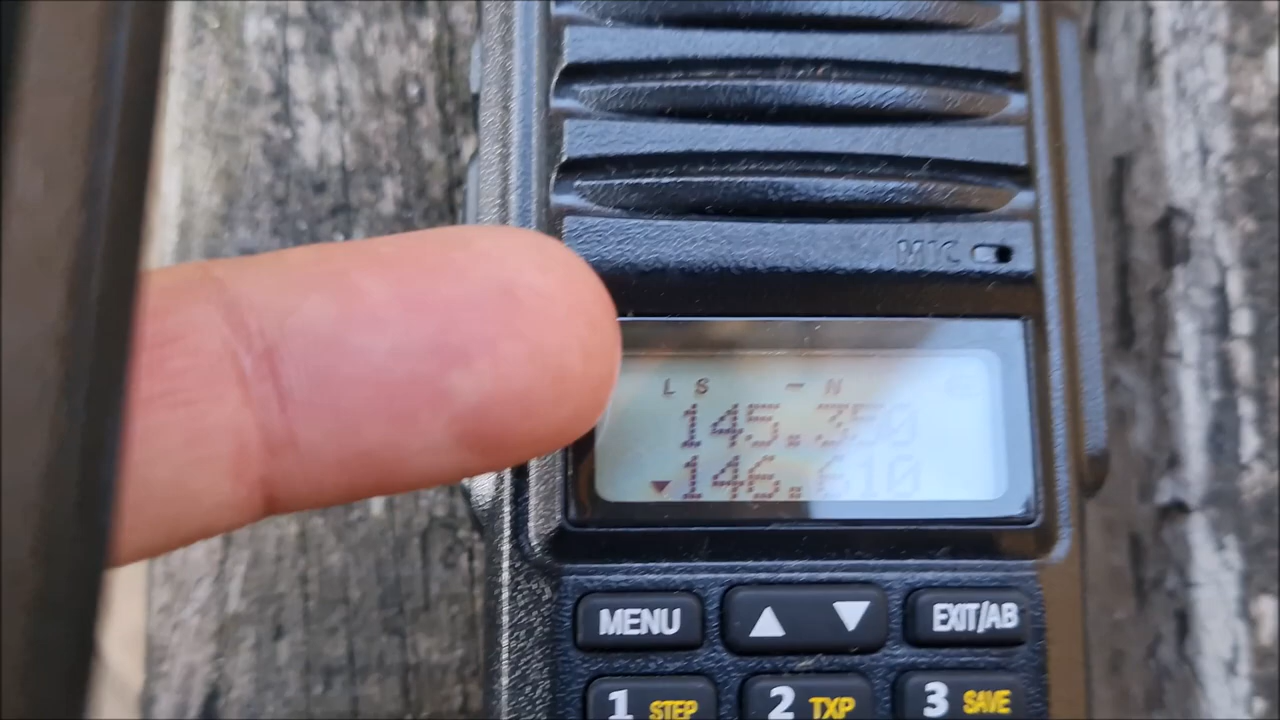 MIC
L S - N
145.350
146.610
MENU ▲ ▼ EXIT/AB
1 STEP 2 TXP 3 SAVE